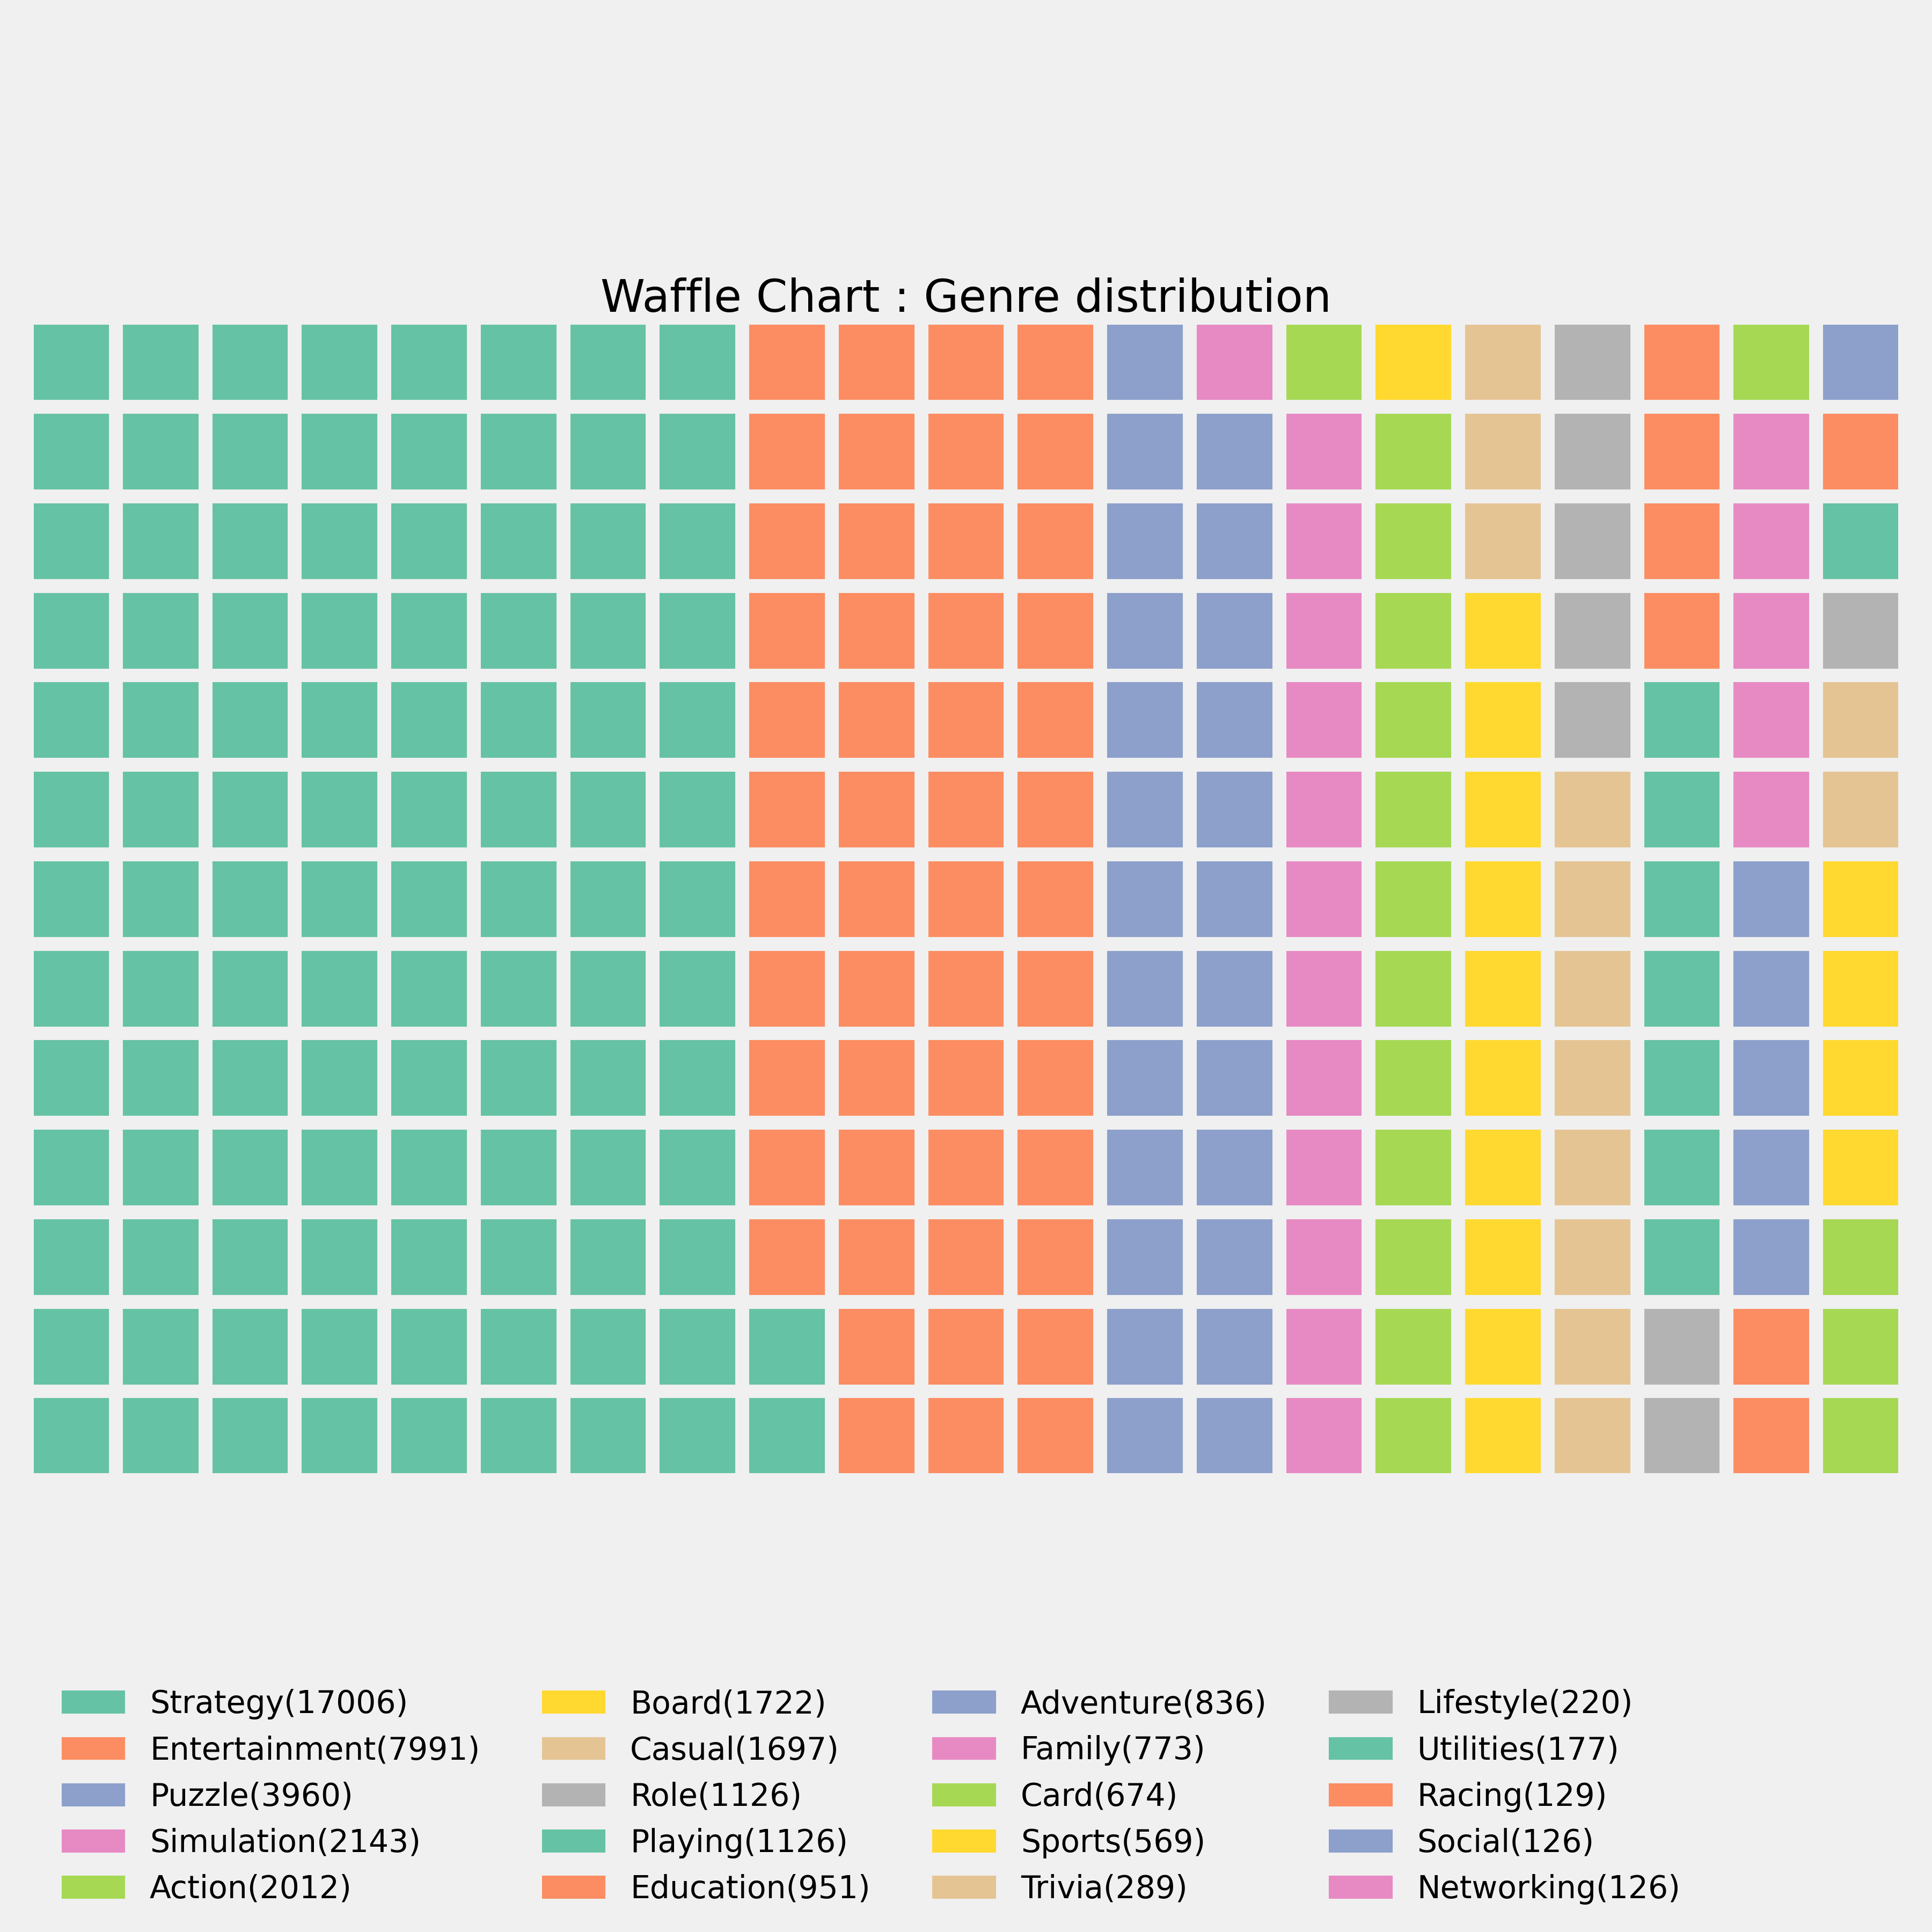 Waffle Chart : Genre distribution
Strategy(17006)
Entertainment(7991)
Puzzle(3960)
Simulation(2143)
Action(2012)
Board(1722)
Casual(1697)
Role(1126)
Playing(1126)
Education(951)
Adventure(836)
Family(773)
Card(674)
Sports(569)
Trivia(289)
Lifestyle(220)
Utilities(177)
Racing(129)
Social(126)
Networking(126)